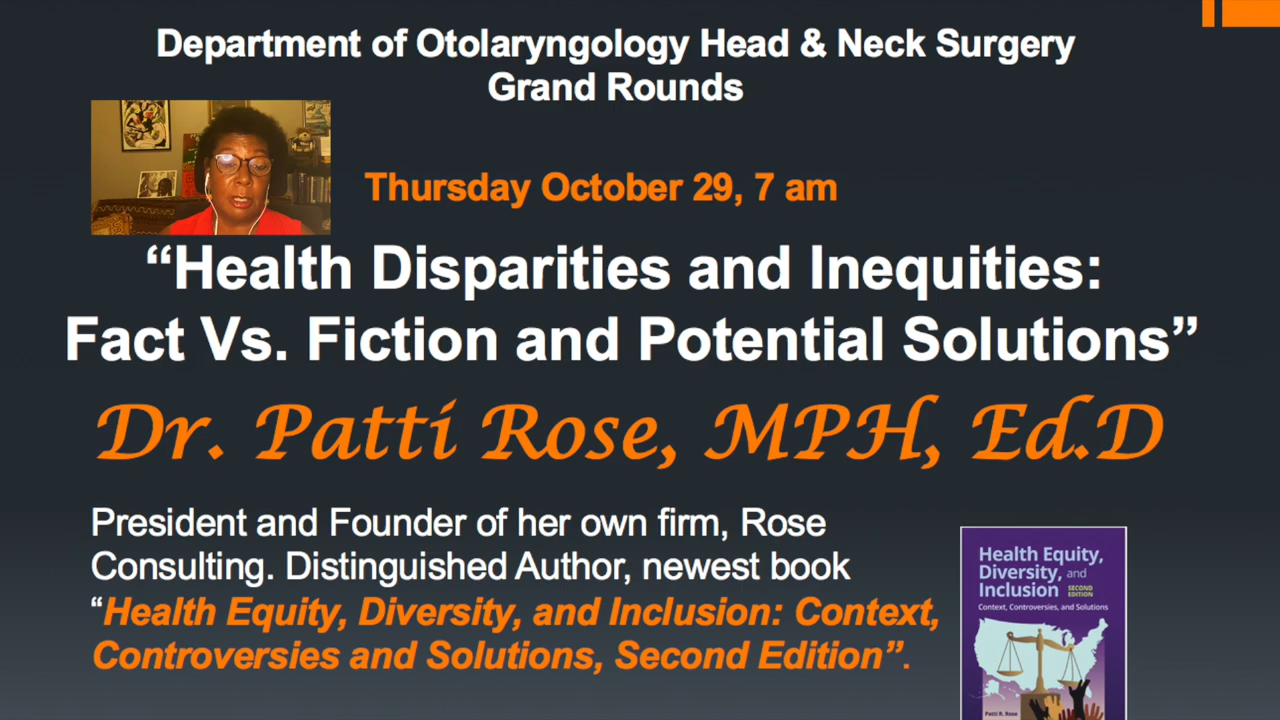 Department of Otolaryngology Head & Neck Surgery
Grand Rounds
Thursday October 29, 7 am
“Health Disparities and Inequities:
Fact Vs. Fiction and Potential Solutions”
Dr. Patti Rose, MPH, Ed.D
President and Founder of her own firm, Rose
Consulting. Distinguished Author, newest book
“Health Equity, Diversity, and Inclusion: Context,
Controversies and Solutions, Second Edition”.
Health Equity,
Diversity, and
Inclusion SECOND
EDITION
Context, Controversies, and Solutions
Patti R. Rose